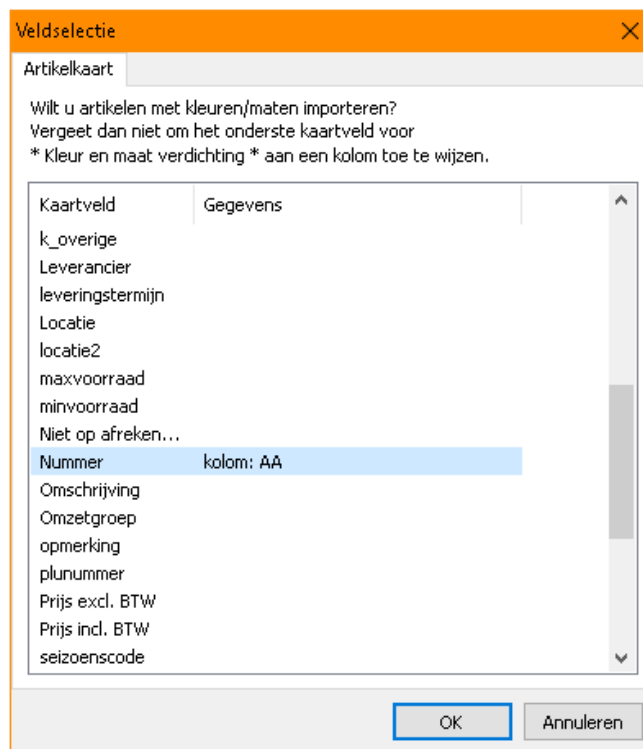 Veldselectie
Artikelkaart
Wilt u artikelen met kleuren/maten importeren?
Vergeet dan niet om het onderste kaartveld voor
* Kleur en maat verdichting * aan een kolom toe te wijzen.
Kaartveld Gegevens
k_overige
Leverancier
leveringstermijn
Locatie
locatie2
maxvoorraad
minvoorraad
Niet op afreken...
Nummer kolom: AA
Omschrijving
Omzetgroep
opmerking
plunummer
Prijs excl. BTW
Prijs incl. BTW
seizoenscode
OK Annuleren